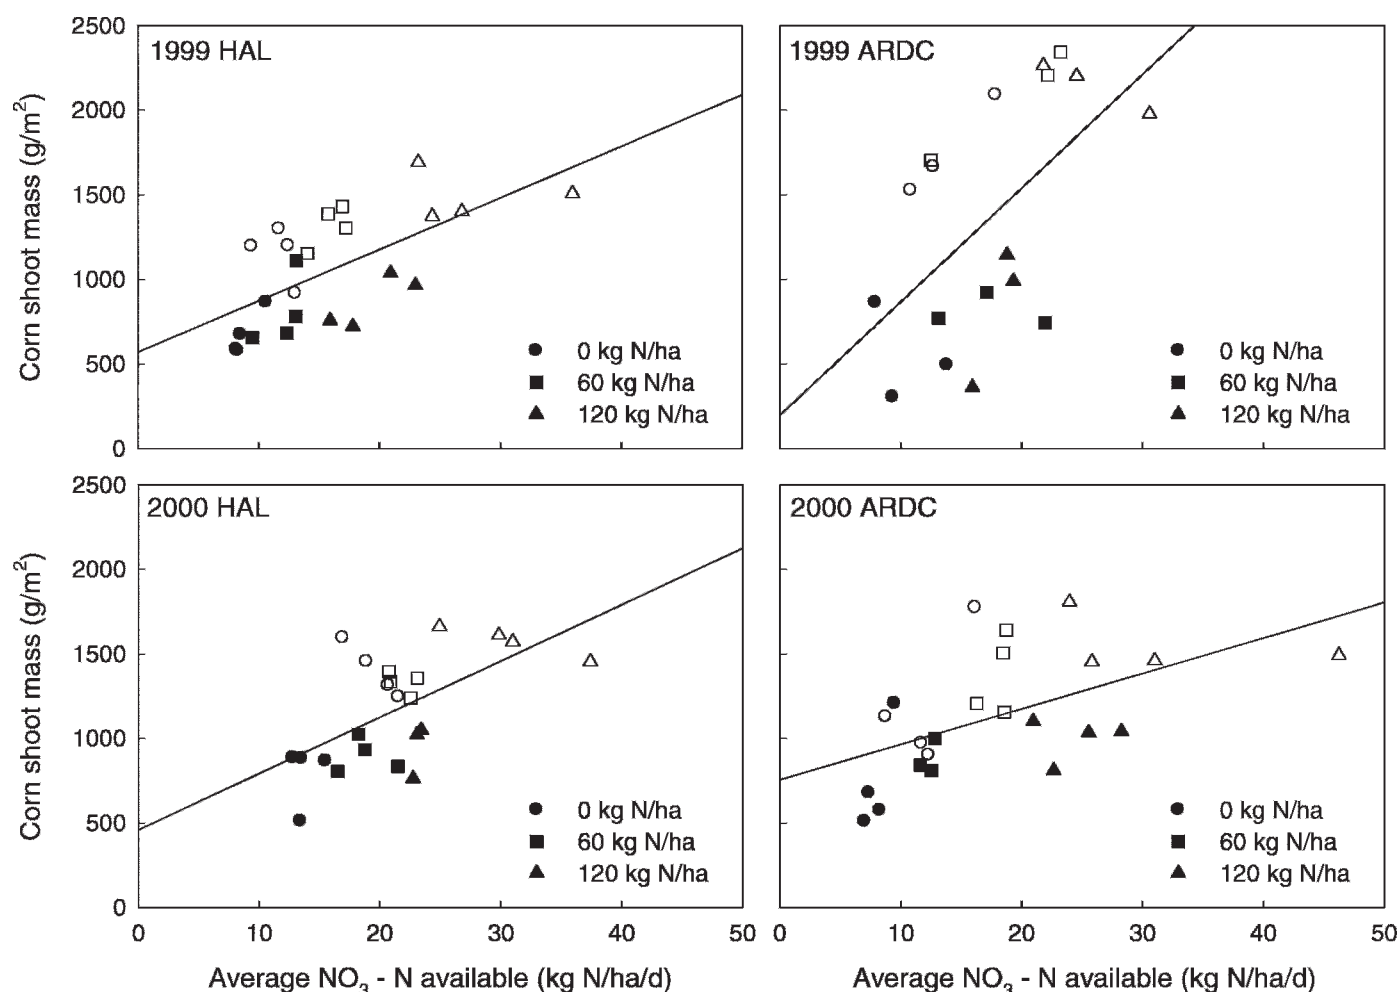 1999 HAL
1999 ARDC
2500
2000
1500
1000
500
0
Corn shoot mass (g/m²)
0 kg N/ha
60 kg N/ha
120 kg N/ha
0 kg N/ha
60 kg N/ha
120 kg N/ha
2000 HAL
2000 ARDC
2500
2000
1500
1000
500
0
Corn shoot mass (g/m²)
0 kg N/ha
60 kg N/ha
120 kg N/ha
0 kg N/ha
60 kg N/ha
120 kg N/ha
0 10 20 30 40 50
0 10 20 30 40 50
Average NO₃ - N available (kg N/ha/d)
Average NO₃ - N available (kg N/ha/d)